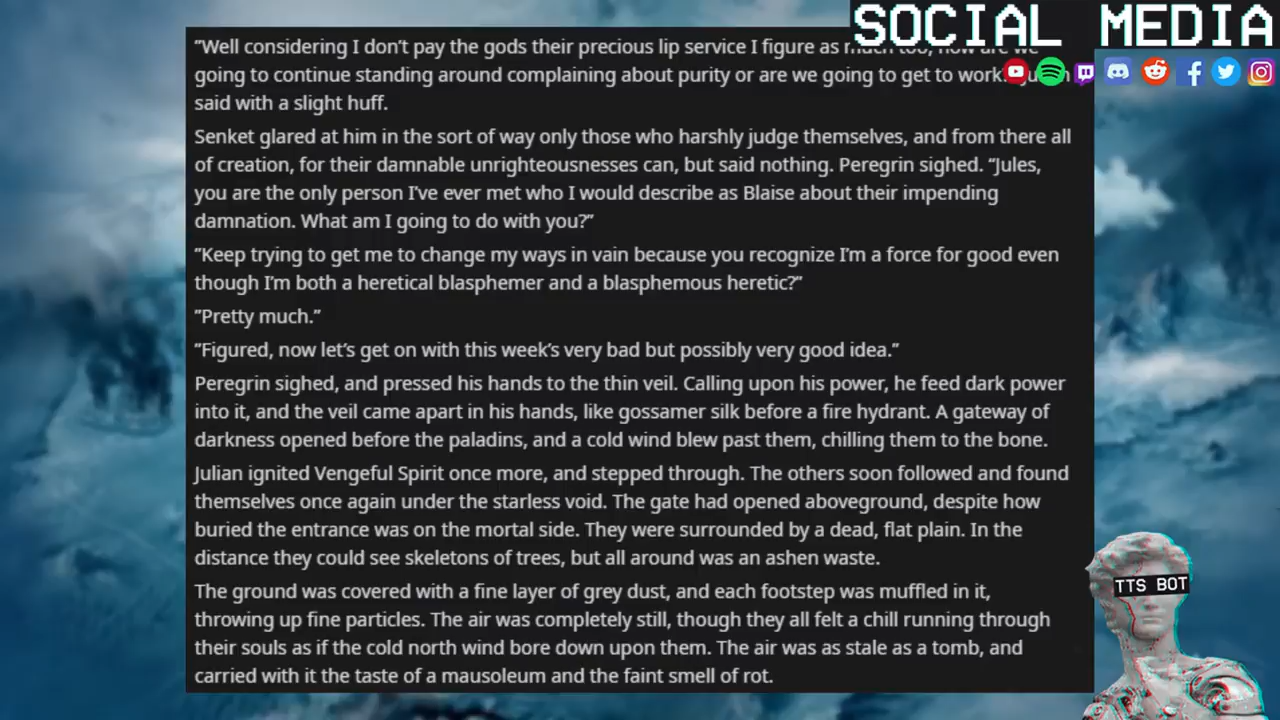 SOCIAL MEDIA
"Well considering I don't pay the gods their precious lip service I figure as much too, now are we
going to continue standing around complaining about purity or are we going to get to work.
said with a slight huff.
Senket glared at him in the sort of way only those who harshly judge themselves, and from there all
of creation, for their damnable unrighteousnesses can, but said nothing. Peregrin sighed. "Jules,
you are the only person I've ever met who I would describe as Blaise about their impending
damnation. What am I going to do with you?"
"Keep trying to get me to change my ways in vain because you recognize I'm a force for good even
though I'm both a heretical blasphemer and a blasphemous heretic?"
"Pretty much."
"Figured, now let's get on with this week's very bad but possibly very good idea."
Peregrin sighed, and pressed his hands to the thin veil. Calling upon his power, he feed dark power
into it, and the veil came apart in his hands, like gossamer silk before a fire hydrant. A gateway of
darkness opened before the paladins, and a cold wind blew past them, chilling them to the bone.
Julian ignited Vengeful Spirit once more, and stepped through. The others soon followed and found
themselves once again under the starless void. The gate had opened aboveground, despite how
buried the entrance was on the mortal side. They were surrounded by a dead, flat plain. In the
distance they could see skeletons of trees, but all around was an ashen waste.
The ground was covered with a fine layer of grey dust, and each footstep was muffled in it,
throwing up fine particles. The air was completely still, though they all felt a chill running through
their souls as if the cold north wind bore down upon them. The air was as stale as a tomb, and
carried with it the taste of a mausoleum and the faint smell of rot.
TTS BOT